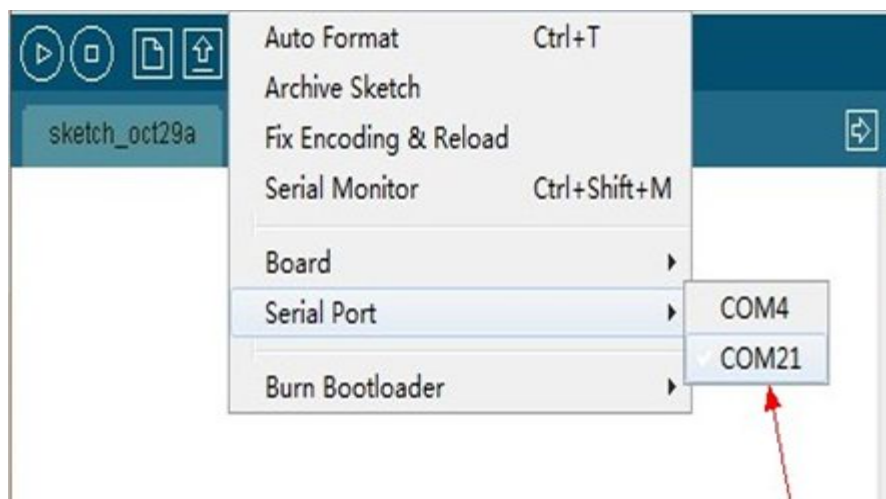 Auto Format Ctrl+T
Archive Sketch
sketch_oct29a
Fix Encoding & Reload
Serial Monitor Ctrl+Shift+M
Board
Serial Port
COM4
COM21
Burn Bootloader